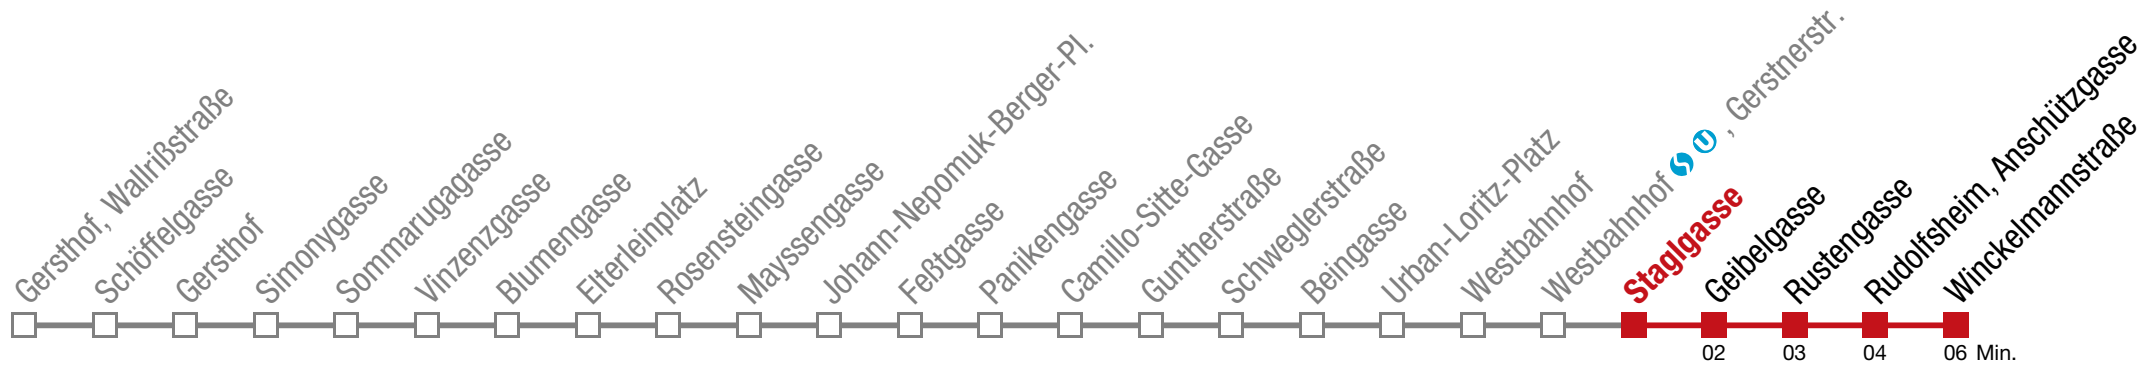 Gersthof, Wallrißstraße
Schöffelgasse
Gersthof
Simonygasse
Sommarugagasse
Vinzenzgasse
Blumengasse
Elterleinplatz
Rosensteingasse
Mayssengasse
Johann-Nepomuk-Berger-Pl.
Feßtgasse
Panikengasse
Camillo-Sitte-Gasse
Guntherstraße
Schweglerstraße
Beingasse
Urban-Loritz-Platz
Westbahnhof
Westbahnhof S U , Gerstnerstr.
Staglgasse
Geibelgasse
Rustengasse
Rudolfsheim, Anschützgasse
Winckelmannstraße
02 03 04 06 Min.